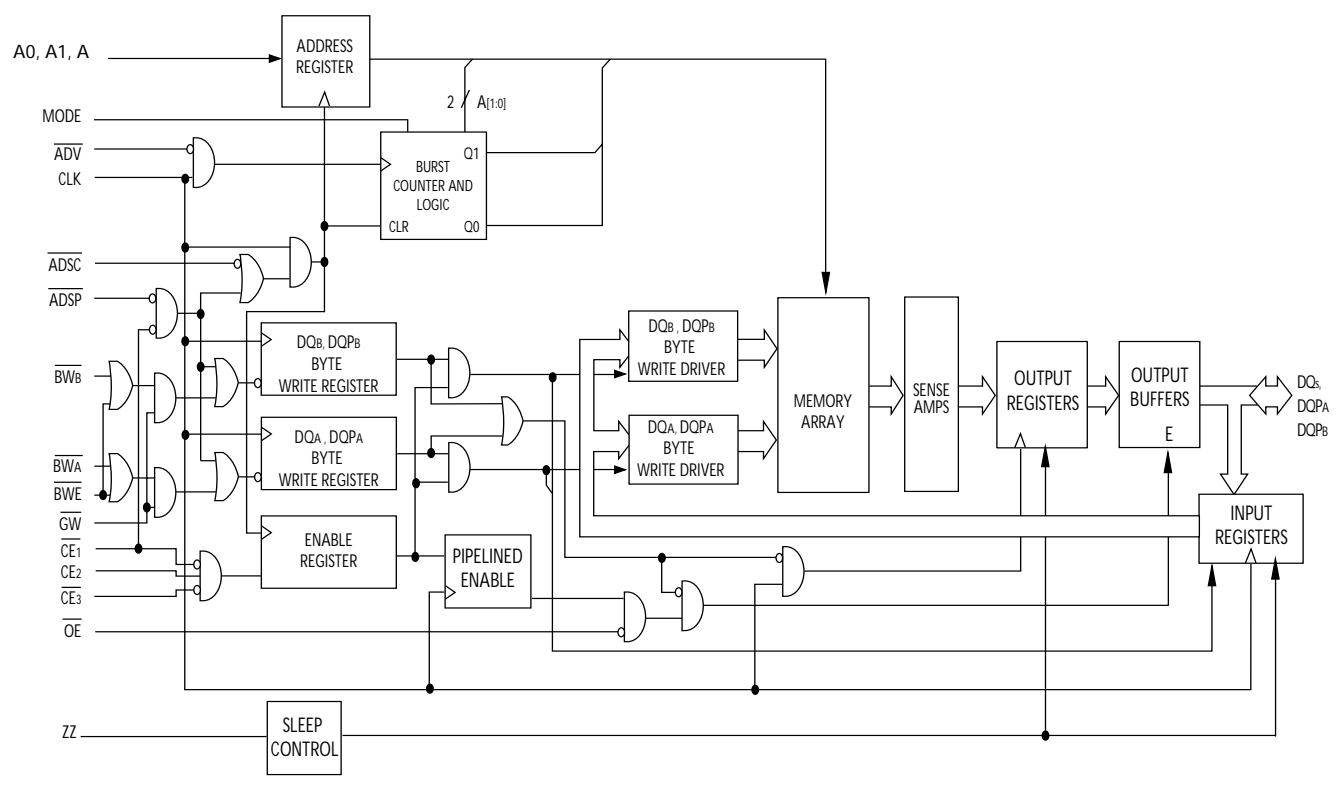 A0, A1, A
ADDRESS
REGISTER
MODE
2
A[1:0]
ADV
CLK
BURST
COUNTER AND
LOGIC
Q1
CLR
Q0
ADSC
ADSP
DQB, DQPB
BYTE
WRITE REGISTER
DQB, DQPB
BYTE
WRITE DRIVER
BWB
MEMORY
ARRAY
SENSE
AMPS
OUTPUT
REGISTERS
OUTPUT
BUFFERS
E
DQs,
DQPA
DQPB
DQA, DQPA
BYTE
WRITE REGISTER
DQA, DQPA
BYTE
WRITE DRIVER
BWA
BWE
GW
CE1
CE2
CE3
ENABLE
REGISTER
PIPELINED
ENABLE
INPUT
REGISTERS
OE
ZZ
SLEEP
CONTROL